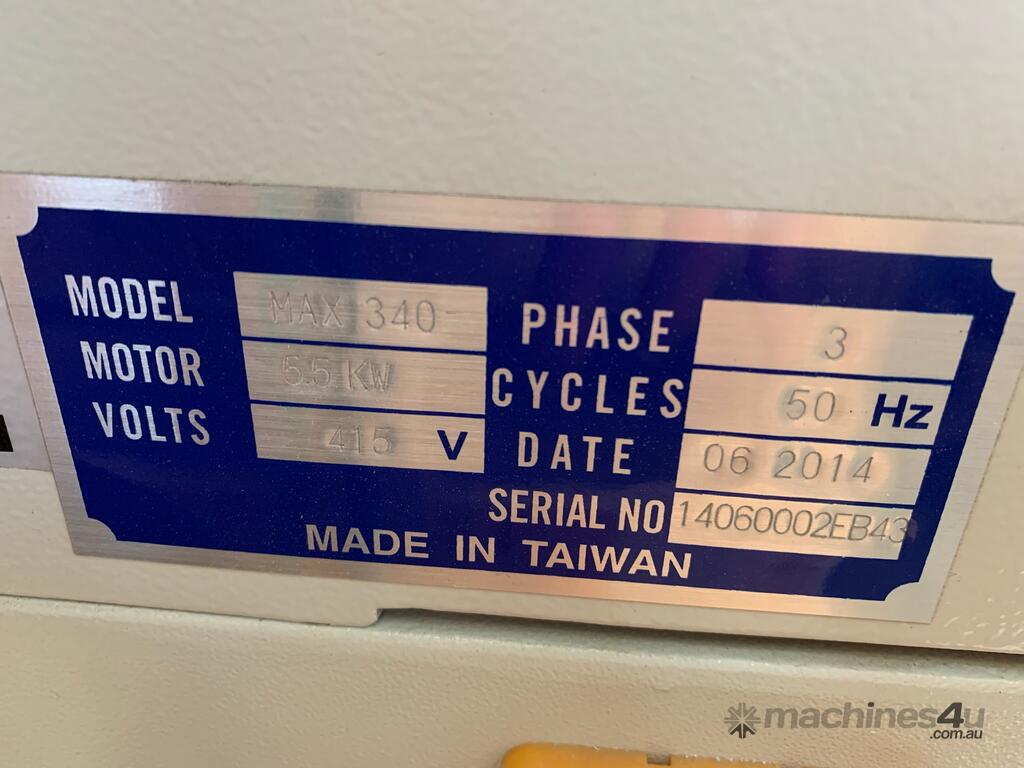 MODEL MAX 340
MOTOR 5.5 KW
VOLTS 415 V
PHASE 3
CYCLES 50 Hz
DATE 06 2014
SERIAL NO 14060002EB43
MADE IN TAIWAN
machines4u
.com.au